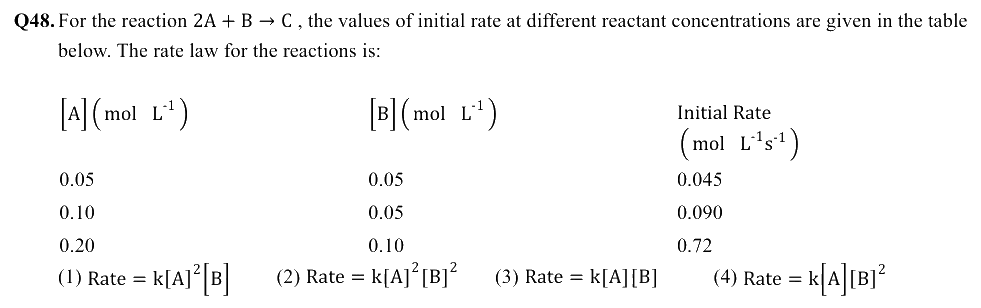 Q48. For the reaction 2A + B → C , the values of initial rate at different reactant concentrations are given in the table
below. The rate law for the reactions is:
[A](mol L⁻¹) [B](mol L⁻¹) Initial Rate
(mol L⁻¹s⁻¹)
0.05 0.05 0.045
0.10 0.05 0.090
0.20 0.10 0.72
(1) Rate = k[A]²[B] (2) Rate = k[A]²[B]² (3) Rate = k[A][B] (4) Rate = k[A][B]²